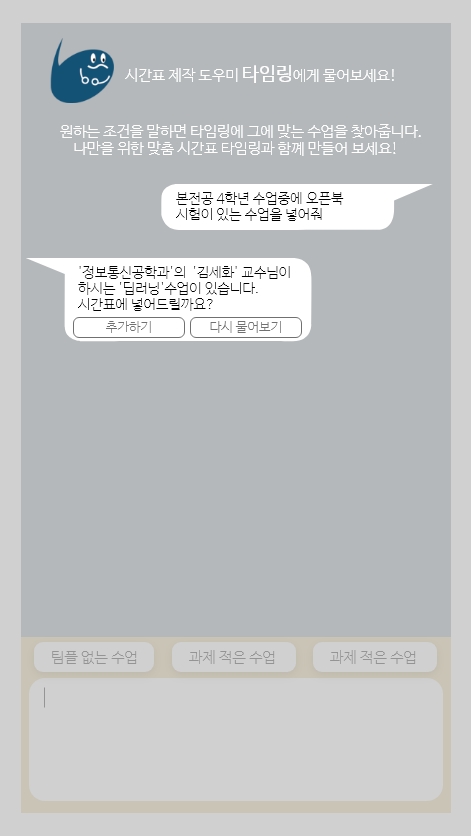 시간표 제작 도우미 타임링에게 물어보세요!
원하는 조건을 말하면 타임링에 그에 맞는 수업을 찾아줍니다.
나만을 위한 맞춤 시간표 타임링과 함께 만들어 보세요!
본전공 4학년 수업중에 오픈북
시험이 있는 수업을 넣어줘
'정보통신공학과'의 '김세화' 교수님이
하시는 '딥러닝'수업이 있습니다.
시간표에 넣어드릴까요?
추가하기 다시 물어보기
팀플 없는 수업 과제 적은 수업 과제 적은 수업